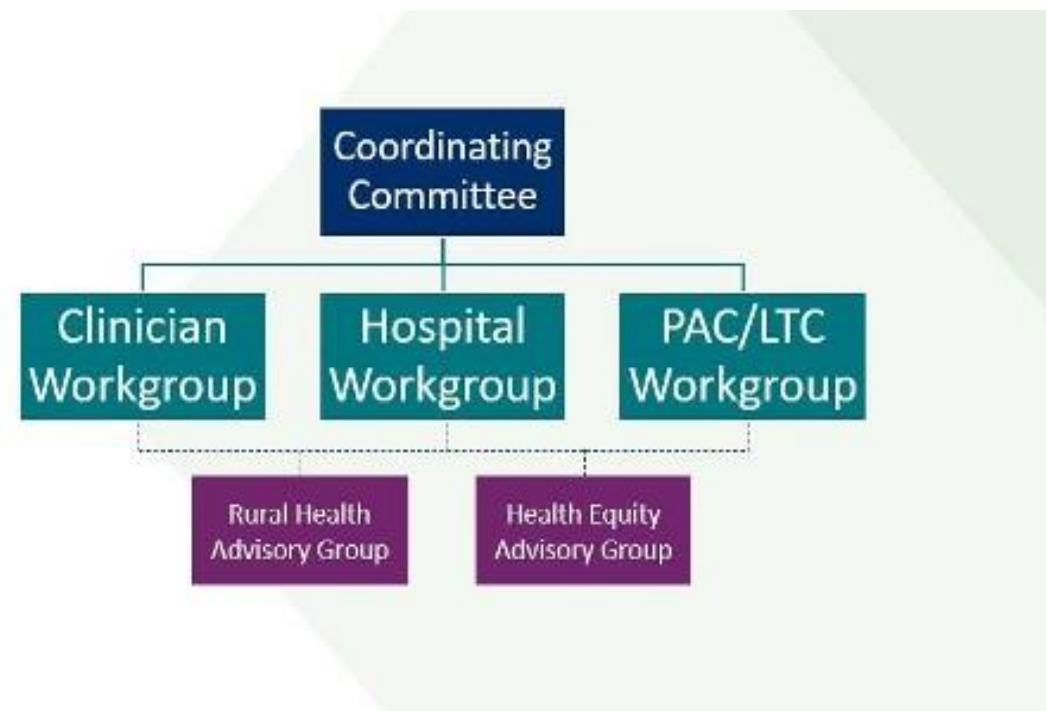 Coordinating
Committee
Clinician
Workgroup
Hospital
Workgroup
PAC/LTC
Workgroup
Rural Health
Advisory Group
Health Equity
Advisory Group